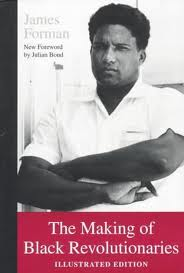 James
Forman
New Foreword
by Julian Bond
The Making of
Black Revolutionaries
ILLUSTRATED EDITION